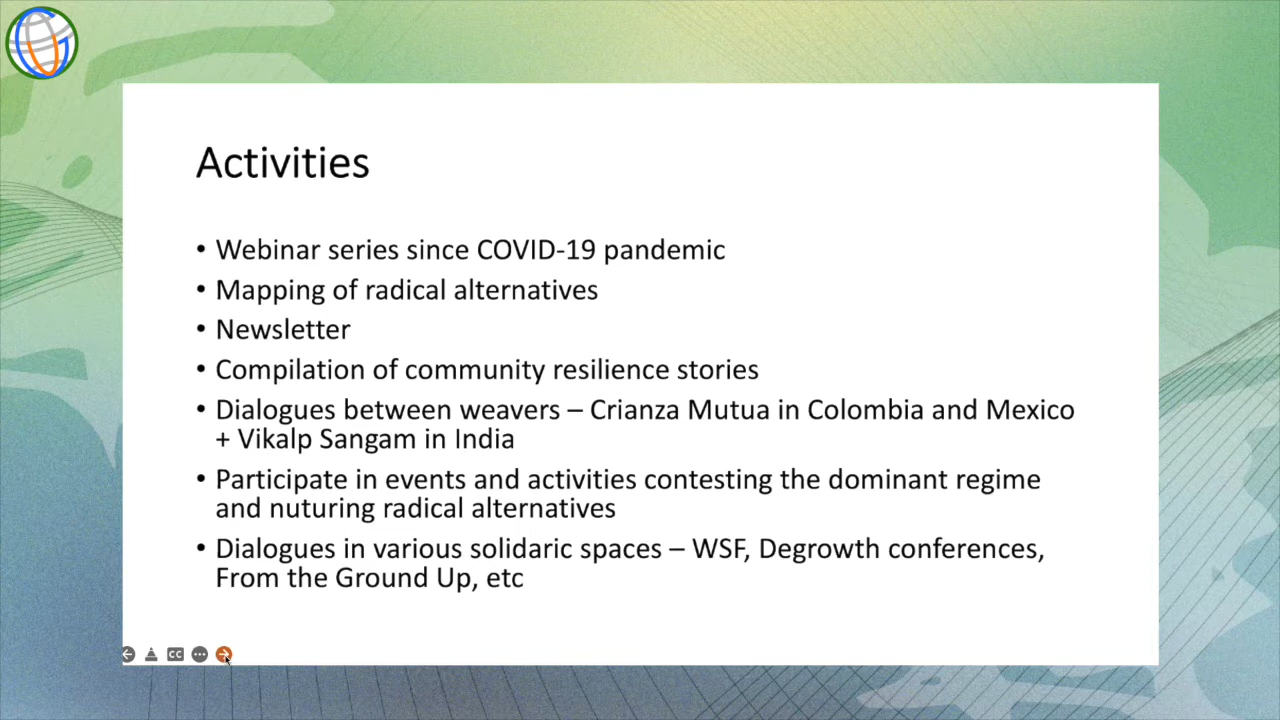 Activities
• Webinar series since COVID-19 pandemic
• Mapping of radical alternatives
• Newsletter
• Compilation of community resilience stories
• Dialogues between weavers – Crianza Mutua in Colombia and Mexico
+ Vikalp Sangam in India
• Participate in events and activities contesting the dominant regime
and nuturing radical alternatives
• Dialogues in various solidaric spaces – WSF, Degrowth conferences,
From the Ground Up, etc
CC